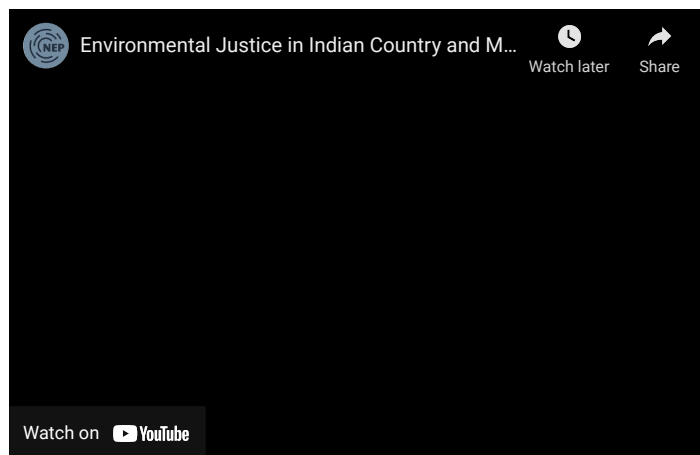 NEP
Environmental Justice in Indian Country and M...
Watch later
Share
Watch on YouTube